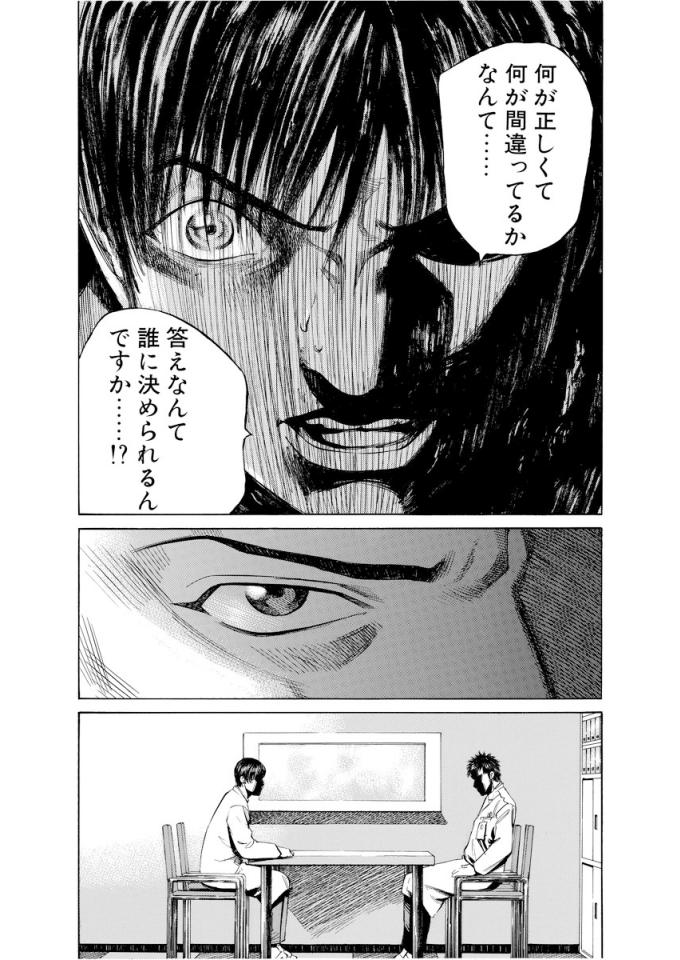 何が正しくて
何が間違ってるか
なんて……
答えなんて
誰に決められるん
ですか……!?